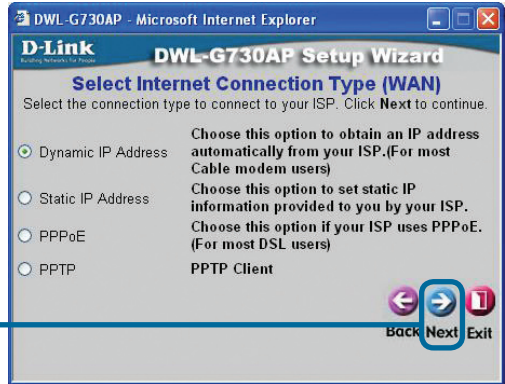 DWL-G730AP - Microsoft Internet Explorer
D-Link
Building Networks for People
DWL-G730AP Setup Wizard
Select Internet Connection Type (WAN)
Select the connection type to connect to your ISP. Click Next to continue.
Dynamic IP Address
Choose this option to obtain an IP address
automatically from your ISP.(For most
Cable modem users)
Static IP Address
Choose this option to set static IP
information provided to you by your ISP.
PPPoE
Choose this option if your ISP uses PPPoE.
(For most DSL users)
PPTP
PPTP Client
Back Next Exit